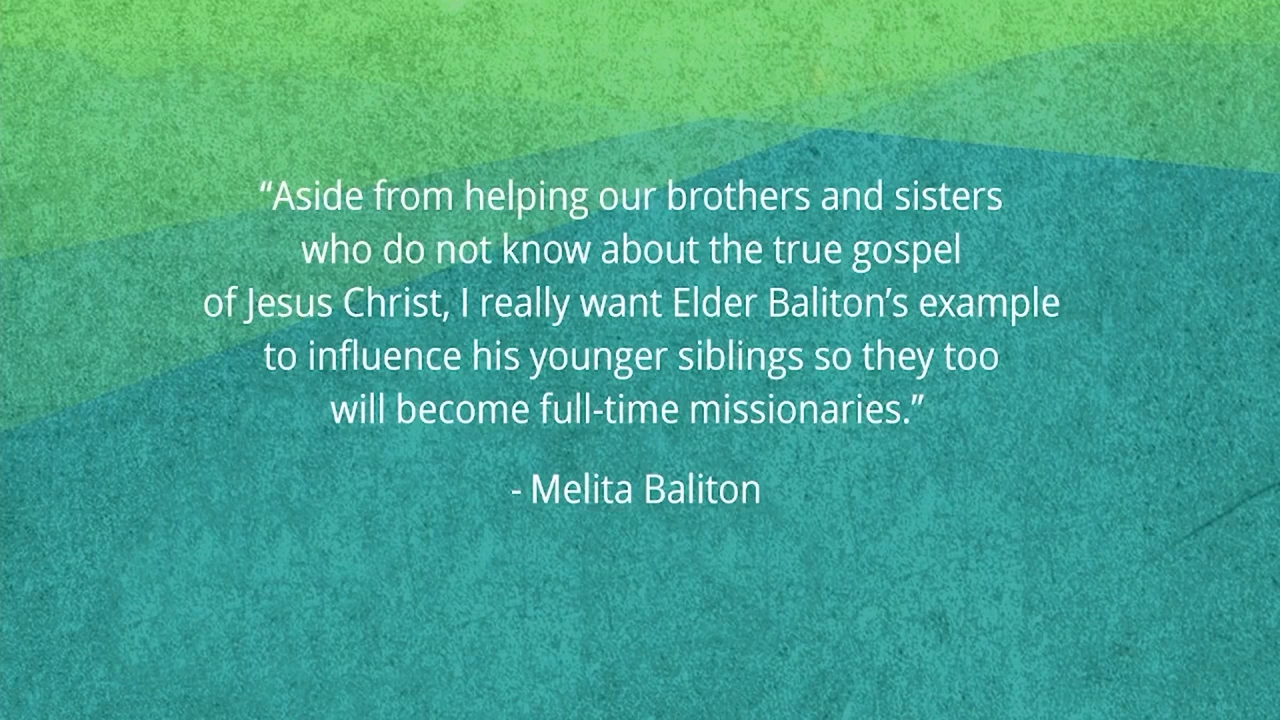 “Aside from helping our brothers and sisters
who do not know about the true gospel
of Jesus Christ, I really want Elder Baliton’s example
to influence his younger siblings so they too
will become full-time missionaries.”
- Melita Baliton